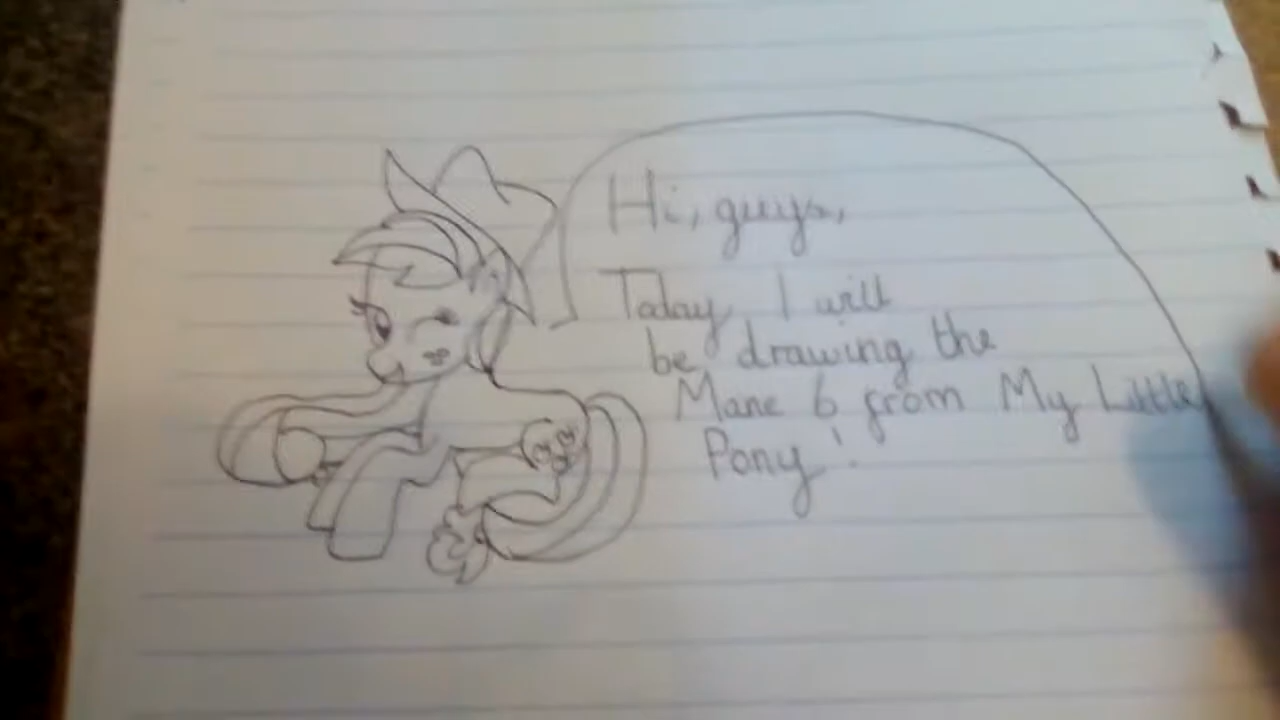 Hi, guys,
Today, I will
be drawing the
Mane 6 from My Little
Pony!